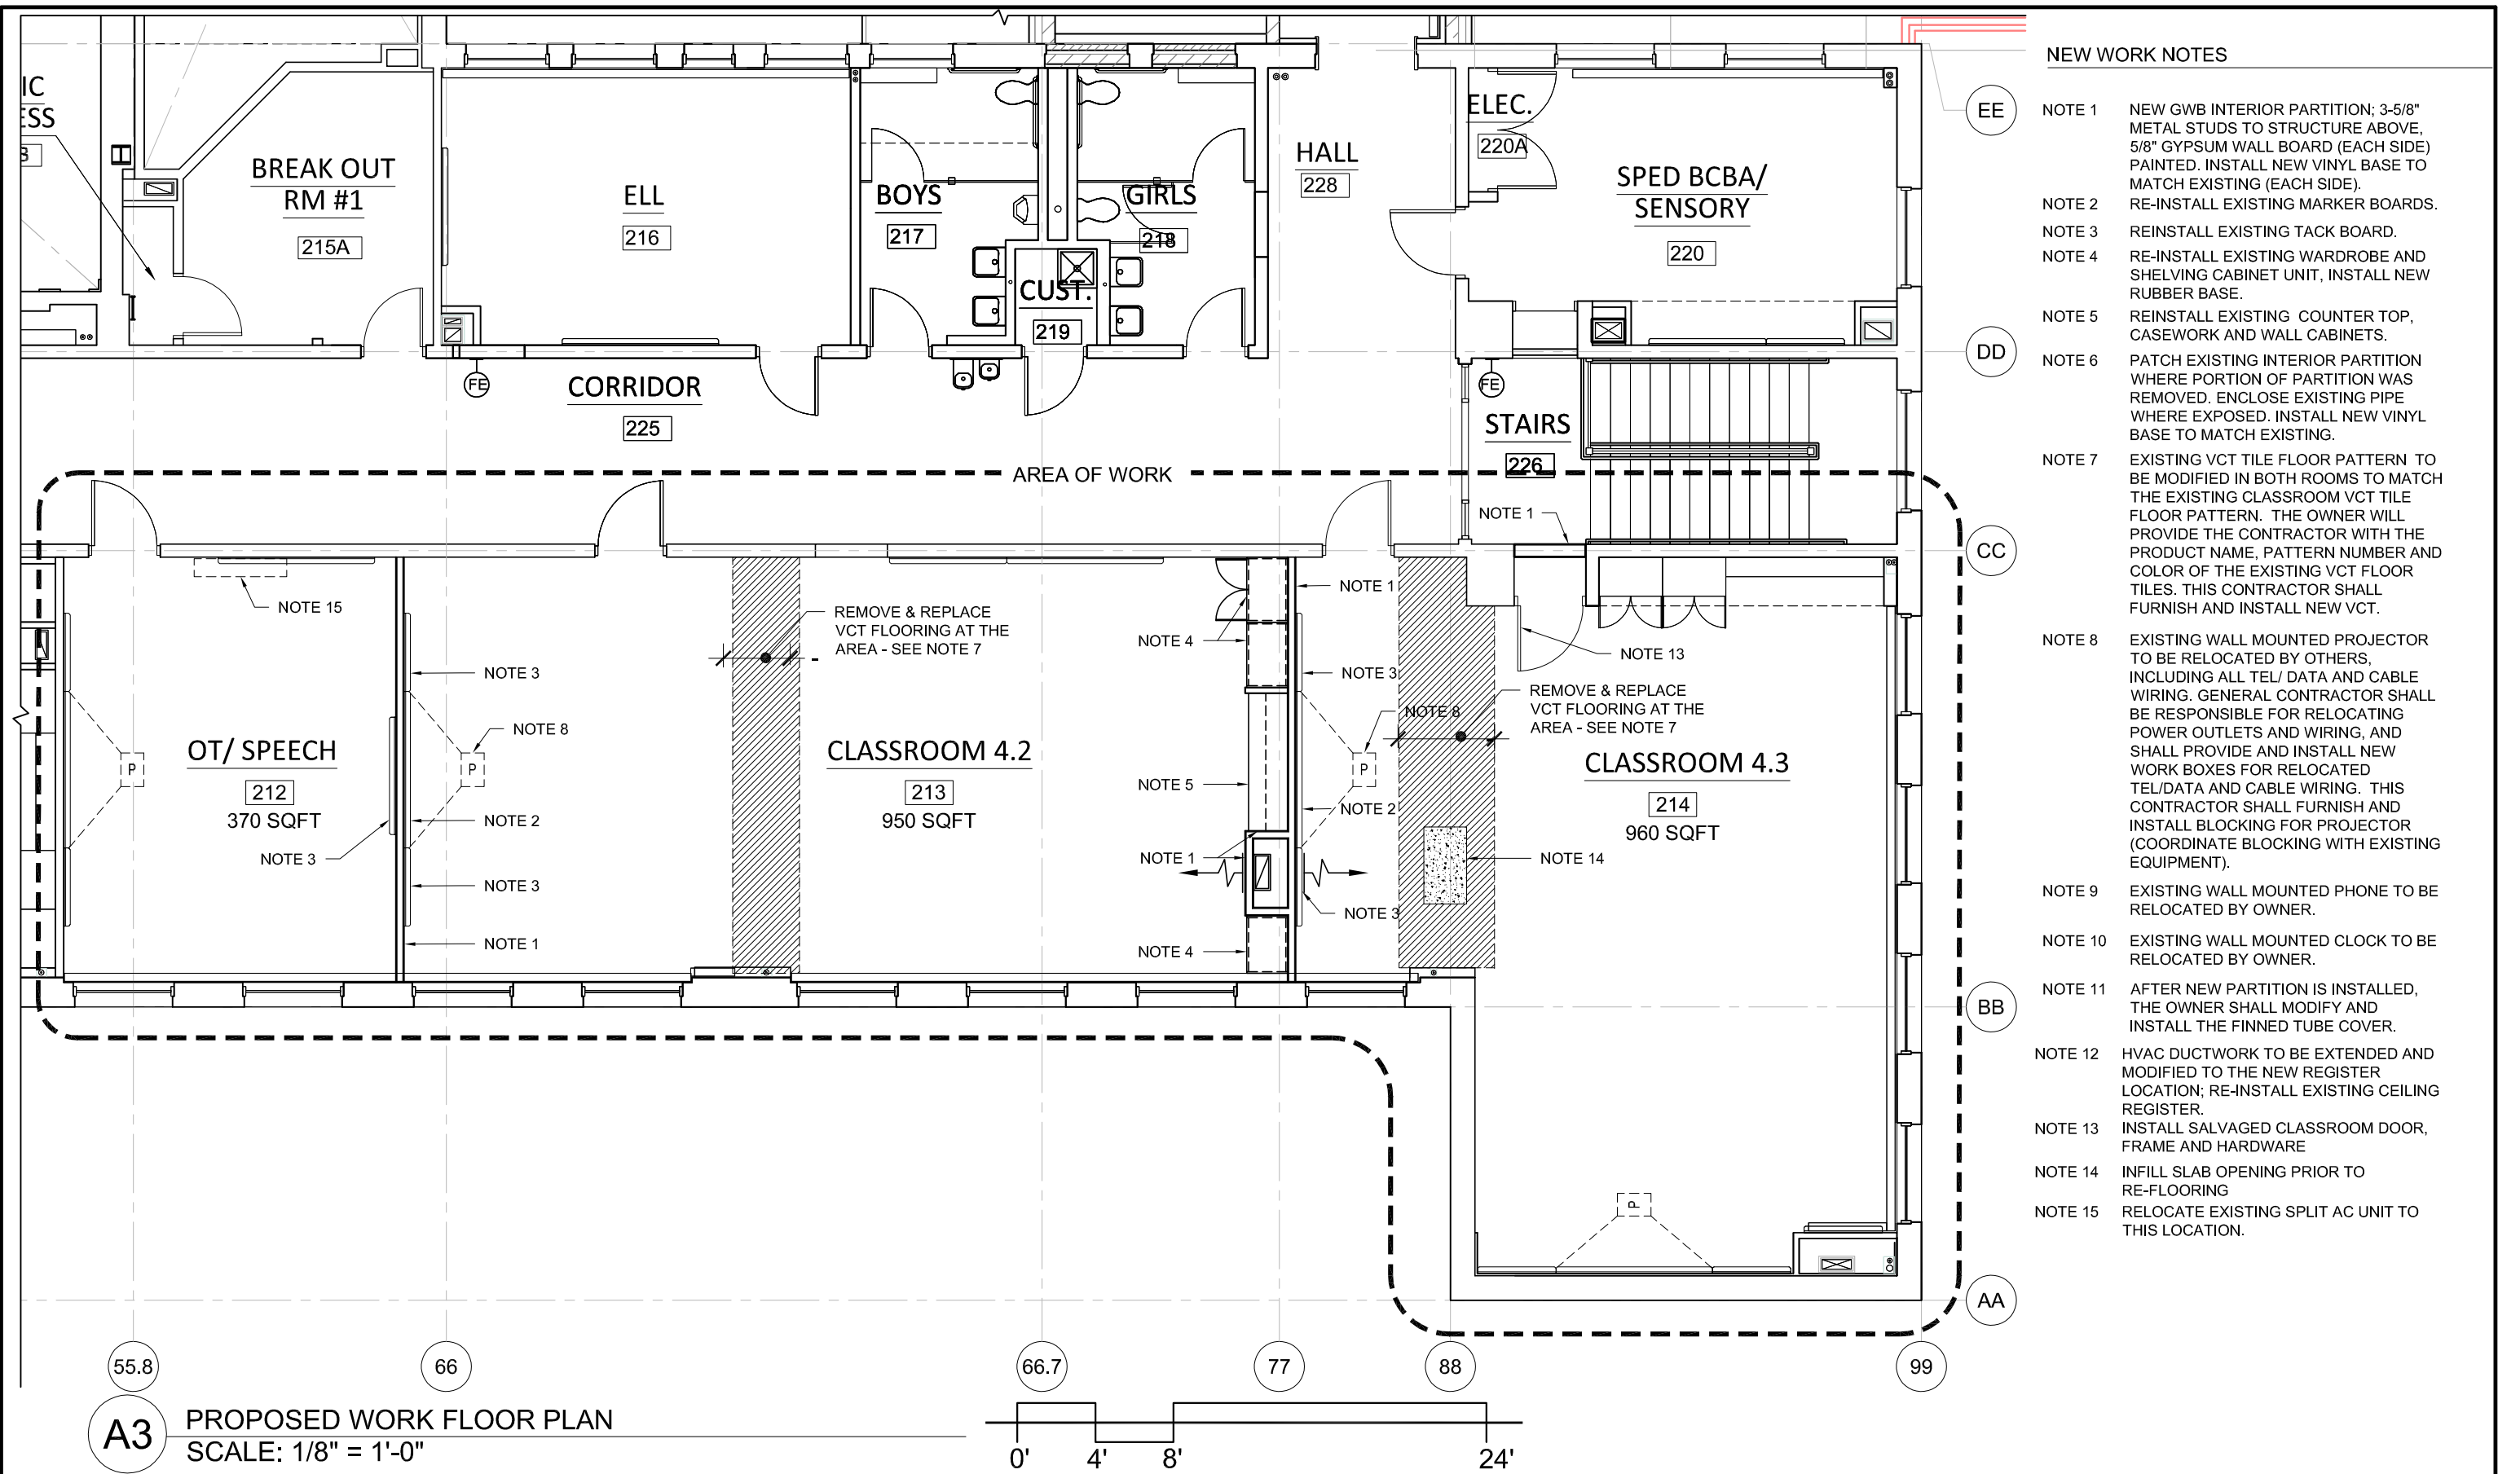 IC
ESS
B
BREAK OUT
RM #1
215A
ELL
216
BOYS
217
GIRLS
218
CUST.
219
HALL
228
ELEC.
220A
SPED BCBA/
SENSORY
220
FE
CORRIDOR
225
FE
STAIRS
226
AREA OF WORK
NOTE 1
NOTE 15
NOTE 3
NOTE 8
P
P
OT/ SPEECH
212
370 SQFT
NOTE 3
NOTE 2
NOTE 3
NOTE 1
REMOVE & REPLACE
VCT FLOORING AT THE
AREA - SEE NOTE 7
CLASSROOM 4.2
213
950 SQFT
NOTE 4
NOTE 5
NOTE 1
NOTE 4
NOTE 1
NOTE 3
NOTE 8
P
NOTE 2
NOTE 3
NOTE 13
REMOVE & REPLACE
VCT FLOORING AT THE
AREA - SEE NOTE 7
CLASSROOM 4.3
214
960 SQFT
NOTE 14
P
EE
DD
CC
BB
AA
55.8
66
66.7
77
88
99
A3
PROPOSED WORK FLOOR PLAN
SCALE: 1/8" = 1'-0"
0'
4'
8'
24'
NEW WORK NOTES
NOTE 1 NEW GWB INTERIOR PARTITION; 3-5/8"
METAL STUDS TO STRUCTURE ABOVE,
5/8" GYPSUM WALL BOARD (EACH SIDE)
PAINTED. INSTALL NEW VINYL BASE TO
MATCH EXISTING (EACH SIDE).
NOTE 2 RE-INSTALL EXISTING MARKER BOARDS.
NOTE 3 REINSTALL EXISTING TACK BOARD.
NOTE 4 RE-INSTALL EXISTING WARDROBE AND
SHELVING CABINET UNIT, INSTALL NEW
RUBBER BASE.
NOTE 5 REINSTALL EXISTING COUNTER TOP,
CASEWORK AND WALL CABINETS.
NOTE 6 PATCH EXISTING INTERIOR PARTITION
WHERE PORTION OF PARTITION WAS
REMOVED. ENCLOSE EXISTING PIPE
WHERE EXPOSED. INSTALL NEW VINYL
BASE TO MATCH EXISTING.
NOTE 7 EXISTING VCT TILE FLOOR PATTERN TO
BE MODIFIED IN BOTH ROOMS TO MATCH
THE EXISTING CLASSROOM VCT TILE
FLOOR PATTERN. THE OWNER WILL
PROVIDE THE CONTRACTOR WITH THE
PRODUCT NAME, PATTERN NUMBER AND
COLOR OF THE EXISTING VCT FLOOR
TILES. THIS CONTRACTOR SHALL
FURNISH AND INSTALL NEW VCT.
NOTE 8 EXISTING WALL MOUNTED PROJECTOR
TO BE RELOCATED BY OTHERS,
INCLUDING ALL TEL/ DATA AND CABLE
WIRING. GENERAL CONTRACTOR SHALL
BE RESPONSIBLE FOR RELOCATING
POWER OUTLETS AND WIRING, AND
SHALL PROVIDE AND INSTALL NEW
WORK BOXES FOR RELOCATED
TEL/DATA AND CABLE WIRING. THIS
CONTRACTOR SHALL FURNISH AND
INSTALL BLOCKING FOR PROJECTOR
(COORDINATE BLOCKING WITH EXISTING
EQUIPMENT).
NOTE 9 EXISTING WALL MOUNTED PHONE TO BE
RELOCATED BY OWNER.
NOTE 10 EXISTING WALL MOUNTED CLOCK TO BE
RELOCATED BY OWNER.
NOTE 11 AFTER NEW PARTITION IS INSTALLED,
THE OWNER SHALL MODIFY AND
INSTALL THE FINNED TUBE COVER.
NOTE 12 HVAC DUCTWORK TO BE EXTENDED AND
MODIFIED TO THE NEW REGISTER
LOCATION; RE-INSTALL EXISTING CEILING
REGISTER.
NOTE 13 INSTALL SALVAGED CLASSROOM DOOR,
FRAME AND HARDWARE
NOTE 14 INFILL SLAB OPENING PRIOR TO
RE-FLOORING
NOTE 15 RELOCATE EXISTING SPLIT AC UNIT TO
THIS LOCATION.